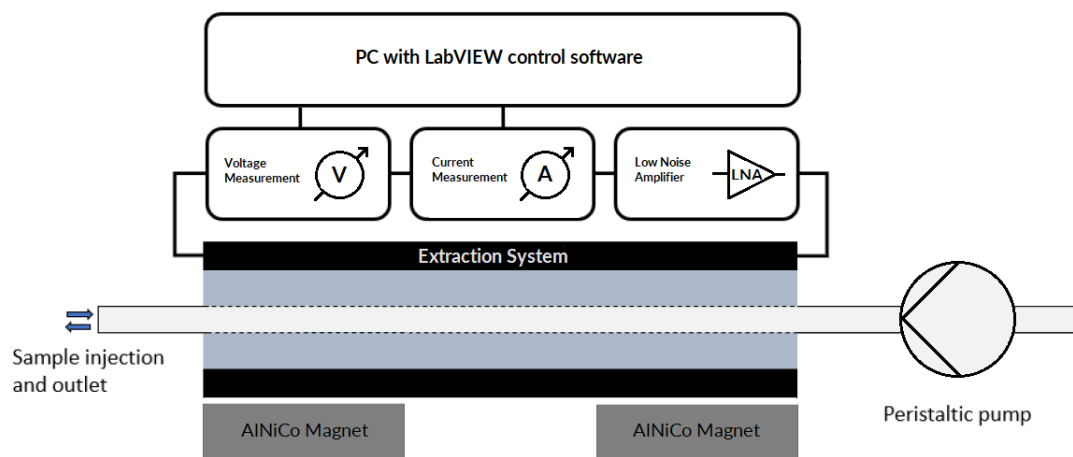 PC with LabVIEW control software
Voltage
Measurement
V
Current
Measurement
A
Low Noise
Amplifier
LNA
Extraction System
Sample injection
and outlet
Peristaltic pump
AlNiCo Magnet
AlNiCo Magnet